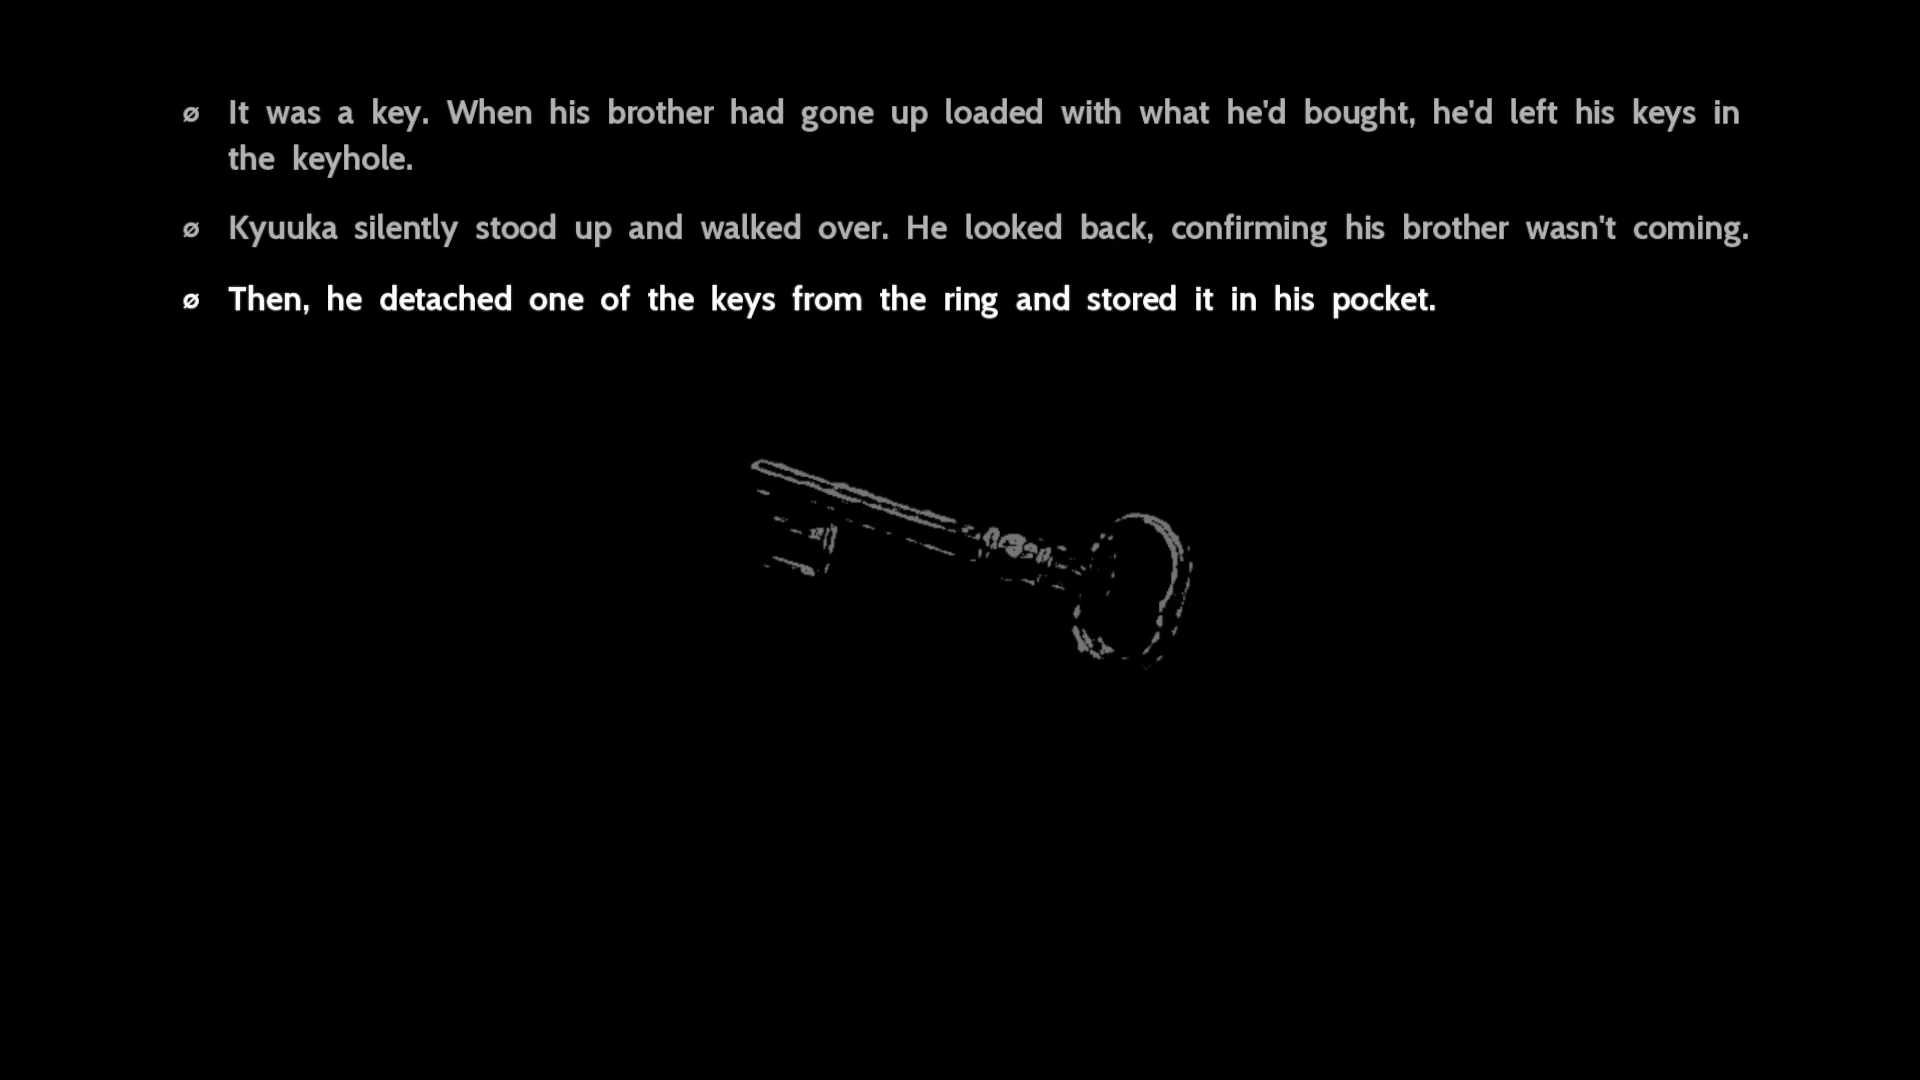 ø It was a key. When his brother had gone up loaded with what he'd bought, he'd left his keys in
the keyhole.
ø Kyuuka silently stood up and walked over. He looked back, confirming his brother wasn't coming.
ø Then, he detached one of the keys from the ring and stored it in his pocket.